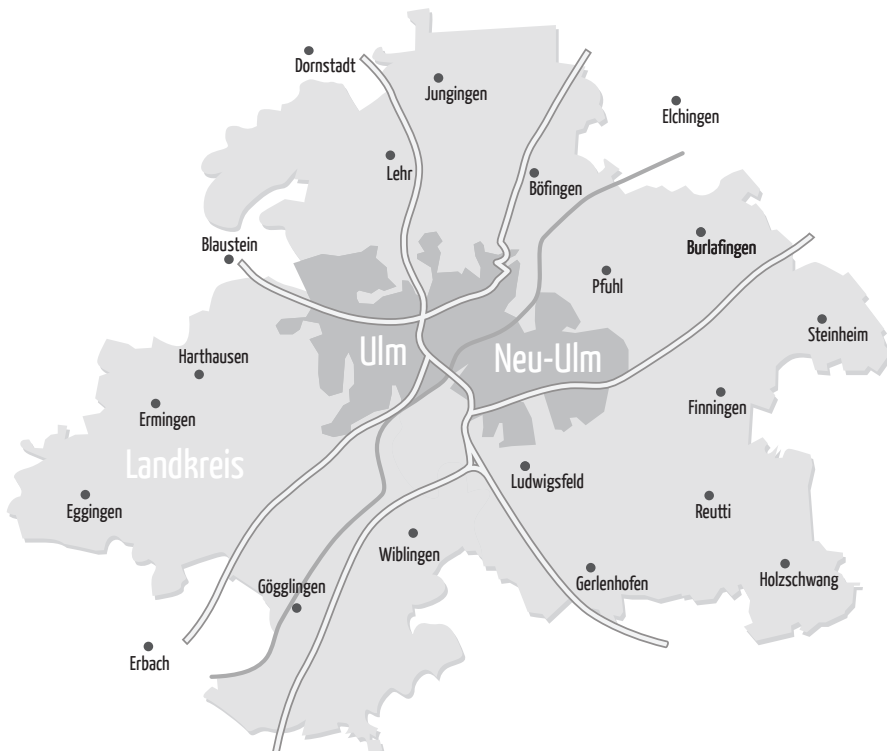 Dornstadt
Jungingen
Elchingen
Lehr
Böfingen
Blaustein
Burlafingen
Pfuhl
Steinheim
Ulm
Neu-Ulm
Harthausen
Finningen
Ermingen
Landkreis
Ludwigsfeld
Eggingen
Reutti
Wiblingen
Gögglingen
Gerlenhofen
Holzschwang
Erbach